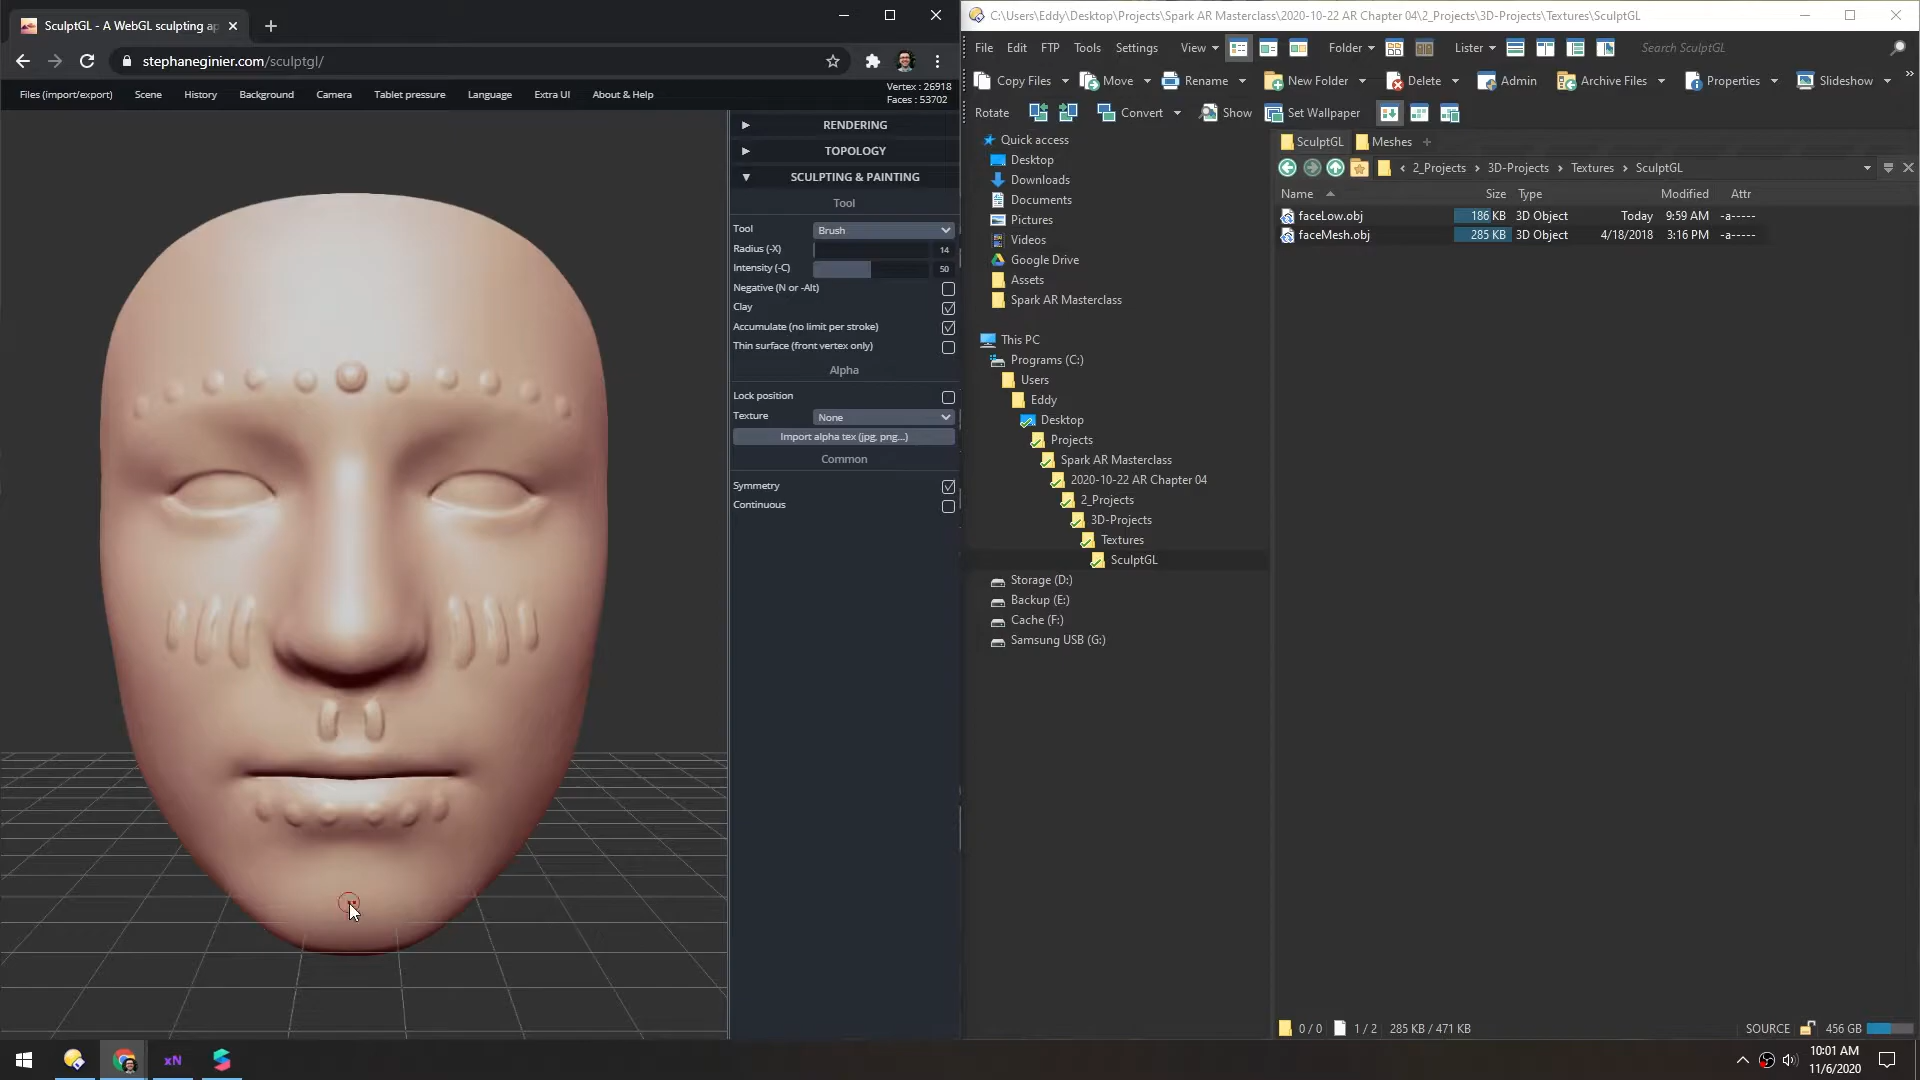 SculptGL - A WebGL sculpting ap
stephaneginier.com/sculptgl/
Files (import/export) Scene History Background Camera Tablet pressure Language Extra UI About & Help
Vertex : 26918
Faces : 53702
RENDERING
TOPOLOGY
SCULPTING & PAINTING
Tool
Tool Brush
Radius (-X) 14
Intensity (-C) 50
Negative (N or -Alt)
Clay
Accumulate (no limit per stroke)
Thin surface (front vertex only)
Alpha
Lock position
Texture None
Import alpha tex (jpg, png...)
Common
Symmetry
Continuous
C:\Users\Eddy\Desktop\Projects\Spark AR Masterclass\2020-10-22 AR Chapter 04\2_Projects\3D-Projects\Textures\SculptGL
File Edit FTP Tools Settings View Folder Lister Search SculptGL
Copy Files Move Rename New Folder Delete Admin Archive Files Properties Slideshow
Rotate Convert Show Set Wallpaper
Quick access
Desktop
Downloads
Documents
Pictures
Videos
Google Drive
Assets
Spark AR Masterclass
This PC
Programs (C:)
Users
Eddy
Desktop
Projects
Spark AR Masterclass
2020-10-22 AR Chapter 04
2_Projects
3D-Projects
Textures
SculptGL
Storage (D:)
Backup (E:)
Cache (F:)
Samsung USB (G:)
SculptGL Meshes
2_Projects 3D-Projects Textures SculptGL
Name Size Type Modified Attr
faceLow.obj 186 KB 3D Object Today 9:59 AM -a-----
faceMesh.obj 285 KB 3D Object 4/18/2018 3:16 PM -a-----
0 / 0 1 / 2 285 KB / 471 KB SOURCE 456 GB
xN
10:01 AM
11/6/2020